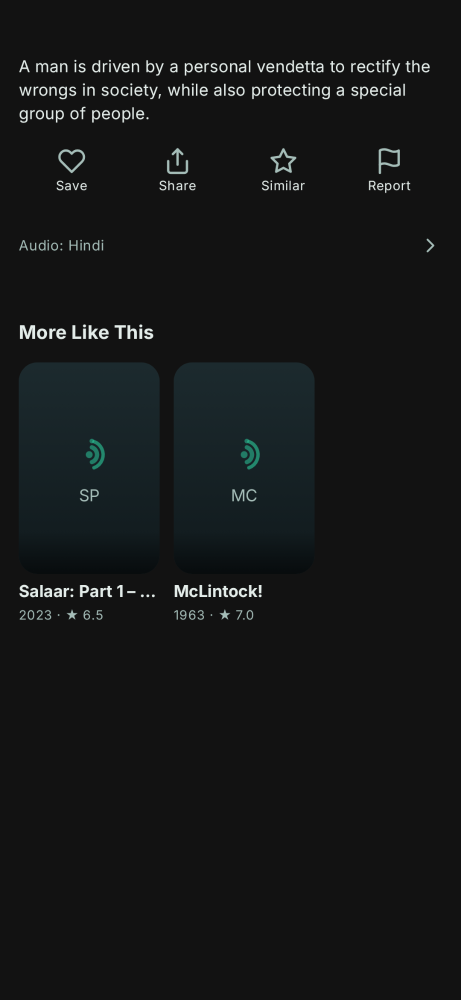 A man is driven by a personal vendetta to rectify the
wrongs in society, while also protecting a special
group of people.
Save
Share
Similar
Report
Audio: Hindi
More Like This
SP
MC
Salaar: Part 1 – ...
McLintock!
2023 · ★ 6.5
1963 · ★ 7.0